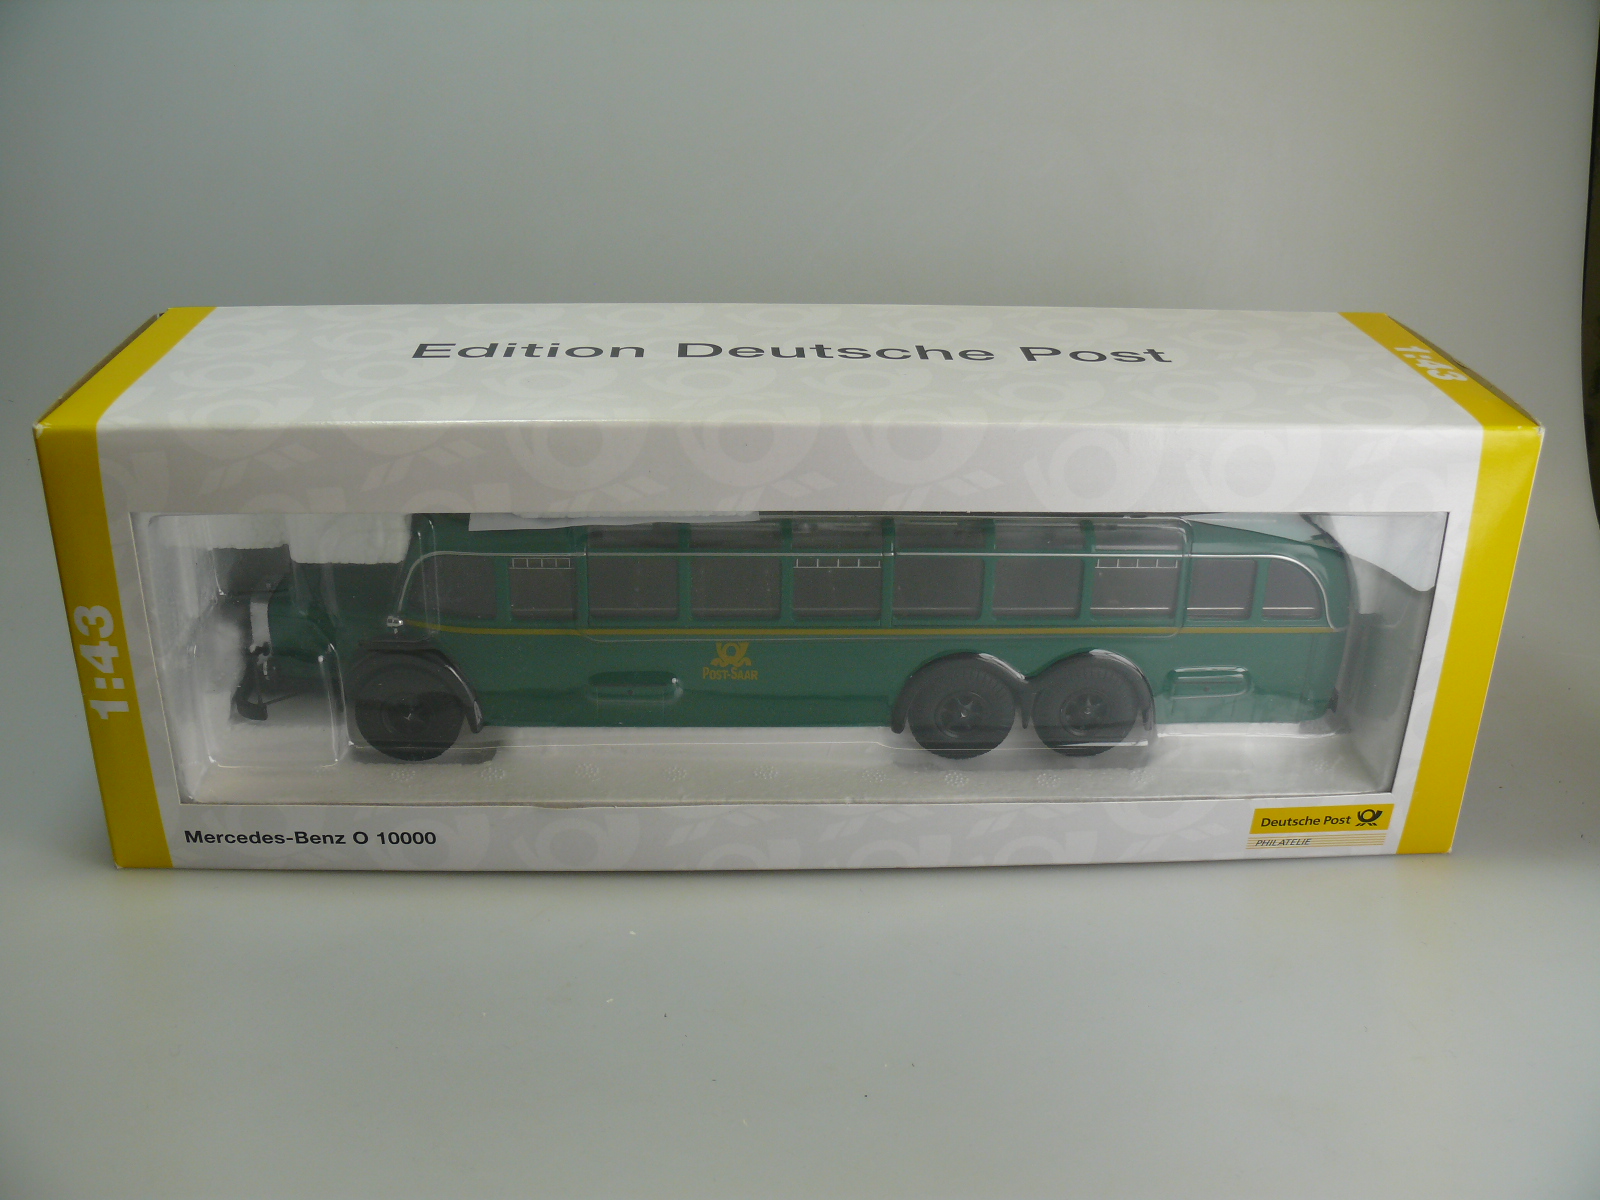 Edition Deutsche Post
1:43
1:43
POST-SAAR
Mercedes-Benz O 10000
Deutsche Post
PHILATELIE